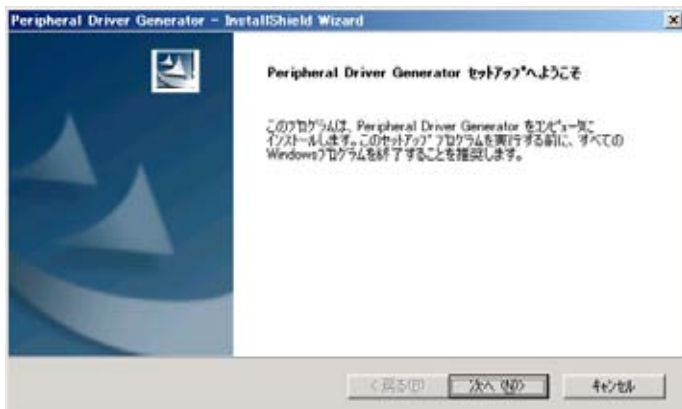 Peripheral Driver Generator - InstallShield Wizard
Peripheral Driver Generator ｾｯﾄｱｯﾌﾟへようこそ
このﾌﾟﾛｸﾞﾗﾑは、Peripheral Driver Generator をｺﾝﾋﾟｭｰﾀに
ｲﾝｽﾄｰﾙします。このｾｯﾄｱｯﾌﾟ ﾌﾟﾛｸﾞﾗﾑを実行する前に、すべての
Windowsﾌﾟﾛｸﾞﾗﾑを終了することを推奨します。
< 戻る(B)
次へ (N)>
ｷｬﾝｾﾙ